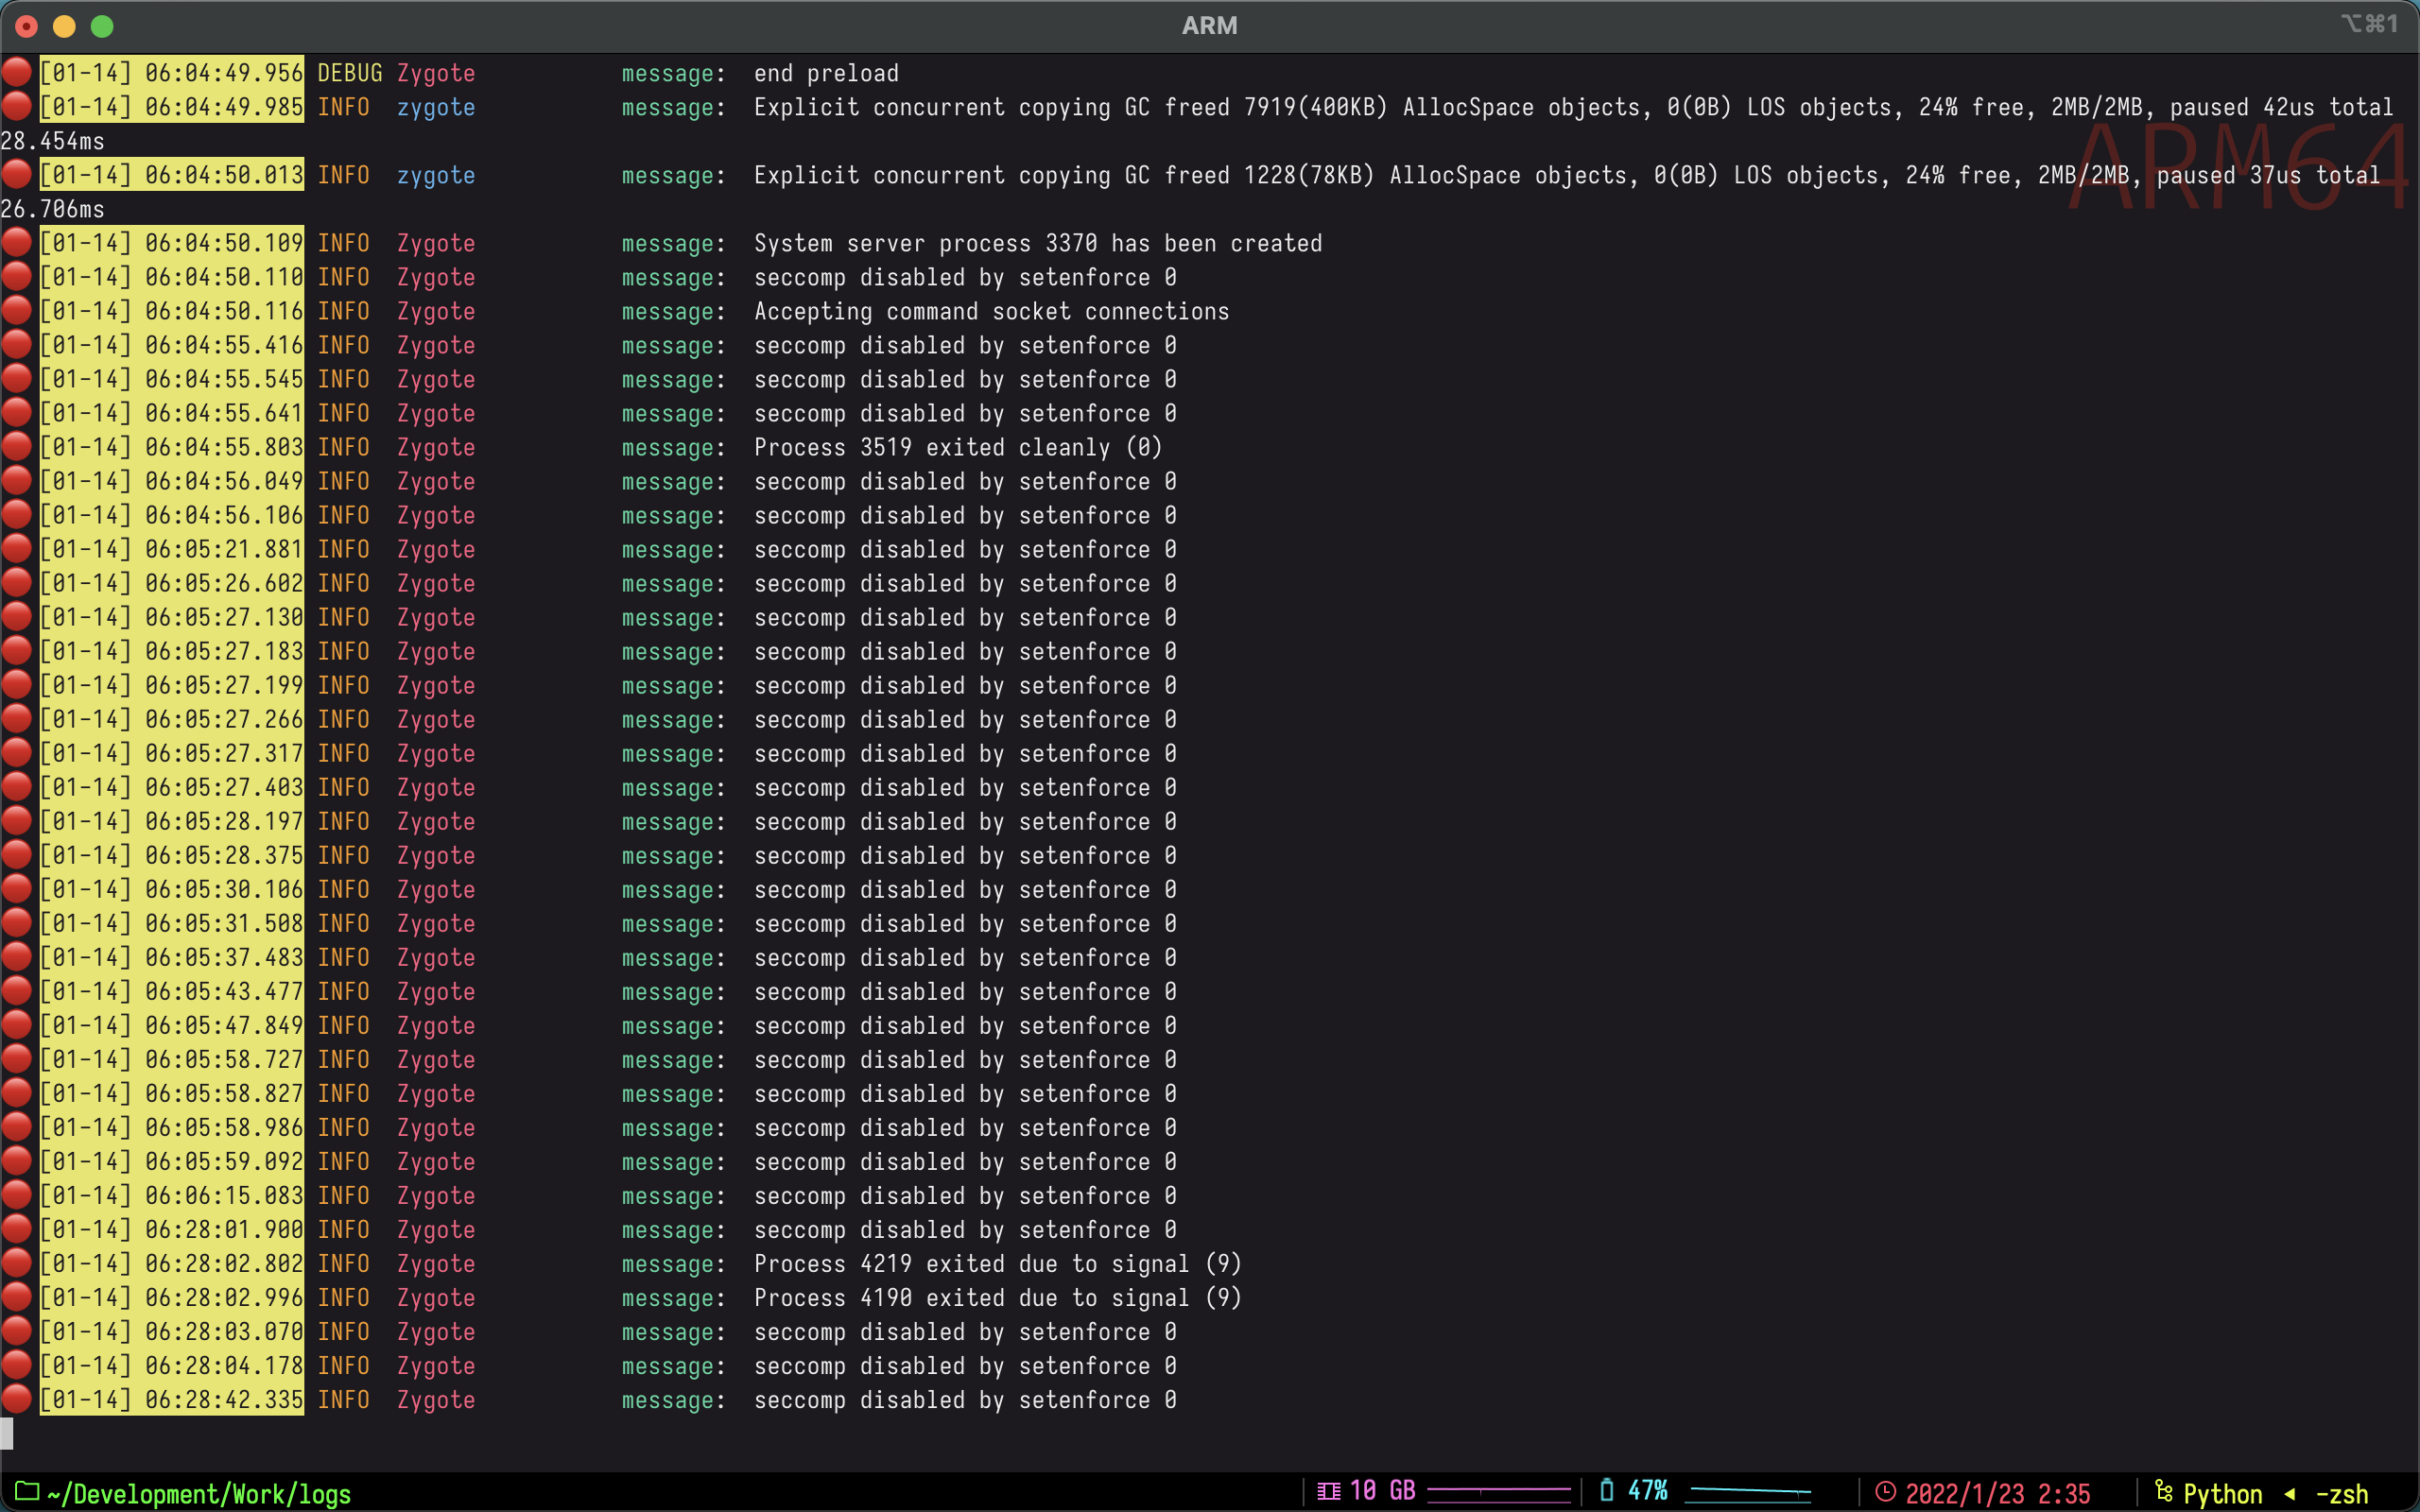 ARM
⌥⌘1
[01-14] 06:04:49.956 DEBUG Zygote message: end preload
[01-14] 06:04:49.985 INFO zygote message: Explicit concurrent copying GC freed 7919(400KB) AllocSpace objects, 0(0B) LOS objects, 24% free, 2MB/2MB, paused 42us total
28.454ms
ARM64
[01-14] 06:04:50.013 INFO zygote message: Explicit concurrent copying GC freed 1228(78KB) AllocSpace objects, 0(0B) LOS objects, 24% free, 2MB/2MB, paused 37us total
26.706ms
[01-14] 06:04:50.109 INFO Zygote message: System server process 3370 has been created
[01-14] 06:04:50.110 INFO Zygote message: seccomp disabled by setenforce 0
[01-14] 06:04:50.116 INFO Zygote message: Accepting command socket connections
[01-14] 06:04:55.416 INFO Zygote message: seccomp disabled by setenforce 0
[01-14] 06:04:55.545 INFO Zygote message: seccomp disabled by setenforce 0
[01-14] 06:04:55.641 INFO Zygote message: seccomp disabled by setenforce 0
[01-14] 06:04:55.803 INFO Zygote message: Process 3519 exited cleanly (0)
[01-14] 06:04:56.049 INFO Zygote message: seccomp disabled by setenforce 0
[01-14] 06:04:56.106 INFO Zygote message: seccomp disabled by setenforce 0
[01-14] 06:05:21.881 INFO Zygote message: seccomp disabled by setenforce 0
[01-14] 06:05:26.602 INFO Zygote message: seccomp disabled by setenforce 0
[01-14] 06:05:27.130 INFO Zygote message: seccomp disabled by setenforce 0
[01-14] 06:05:27.183 INFO Zygote message: seccomp disabled by setenforce 0
[01-14] 06:05:27.199 INFO Zygote message: seccomp disabled by setenforce 0
[01-14] 06:05:27.266 INFO Zygote message: seccomp disabled by setenforce 0
[01-14] 06:05:27.317 INFO Zygote message: seccomp disabled by setenforce 0
[01-14] 06:05:27.403 INFO Zygote message: seccomp disabled by setenforce 0
[01-14] 06:05:28.197 INFO Zygote message: seccomp disabled by setenforce 0
[01-14] 06:05:28.375 INFO Zygote message: seccomp disabled by setenforce 0
[01-14] 06:05:30.106 INFO Zygote message: seccomp disabled by setenforce 0
[01-14] 06:05:31.508 INFO Zygote message: seccomp disabled by setenforce 0
[01-14] 06:05:37.483 INFO Zygote message: seccomp disabled by setenforce 0
[01-14] 06:05:43.477 INFO Zygote message: seccomp disabled by setenforce 0
[01-14] 06:05:47.849 INFO Zygote message: seccomp disabled by setenforce 0
[01-14] 06:05:58.727 INFO Zygote message: seccomp disabled by setenforce 0
[01-14] 06:05:58.827 INFO Zygote message: seccomp disabled by setenforce 0
[01-14] 06:05:58.986 INFO Zygote message: seccomp disabled by setenforce 0
[01-14] 06:05:59.092 INFO Zygote message: seccomp disabled by setenforce 0
[01-14] 06:06:15.083 INFO Zygote message: seccomp disabled by setenforce 0
[01-14] 06:28:01.900 INFO Zygote message: seccomp disabled by setenforce 0
[01-14] 06:28:02.802 INFO Zygote message: Process 4219 exited due to signal (9)
[01-14] 06:28:02.996 INFO Zygote message: Process 4190 exited due to signal (9)
[01-14] 06:28:03.070 INFO Zygote message: seccomp disabled by setenforce 0
[01-14] 06:28:04.178 INFO Zygote message: seccomp disabled by setenforce 0
[01-14] 06:28:42.335 INFO Zygote message: seccomp disabled by setenforce 0
~/Development/Work/logs 10 GB 47% 2022/1/23 2:35 Python ◂ -zsh